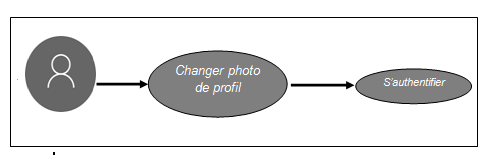 Changer photo
de profil
S'authentifier